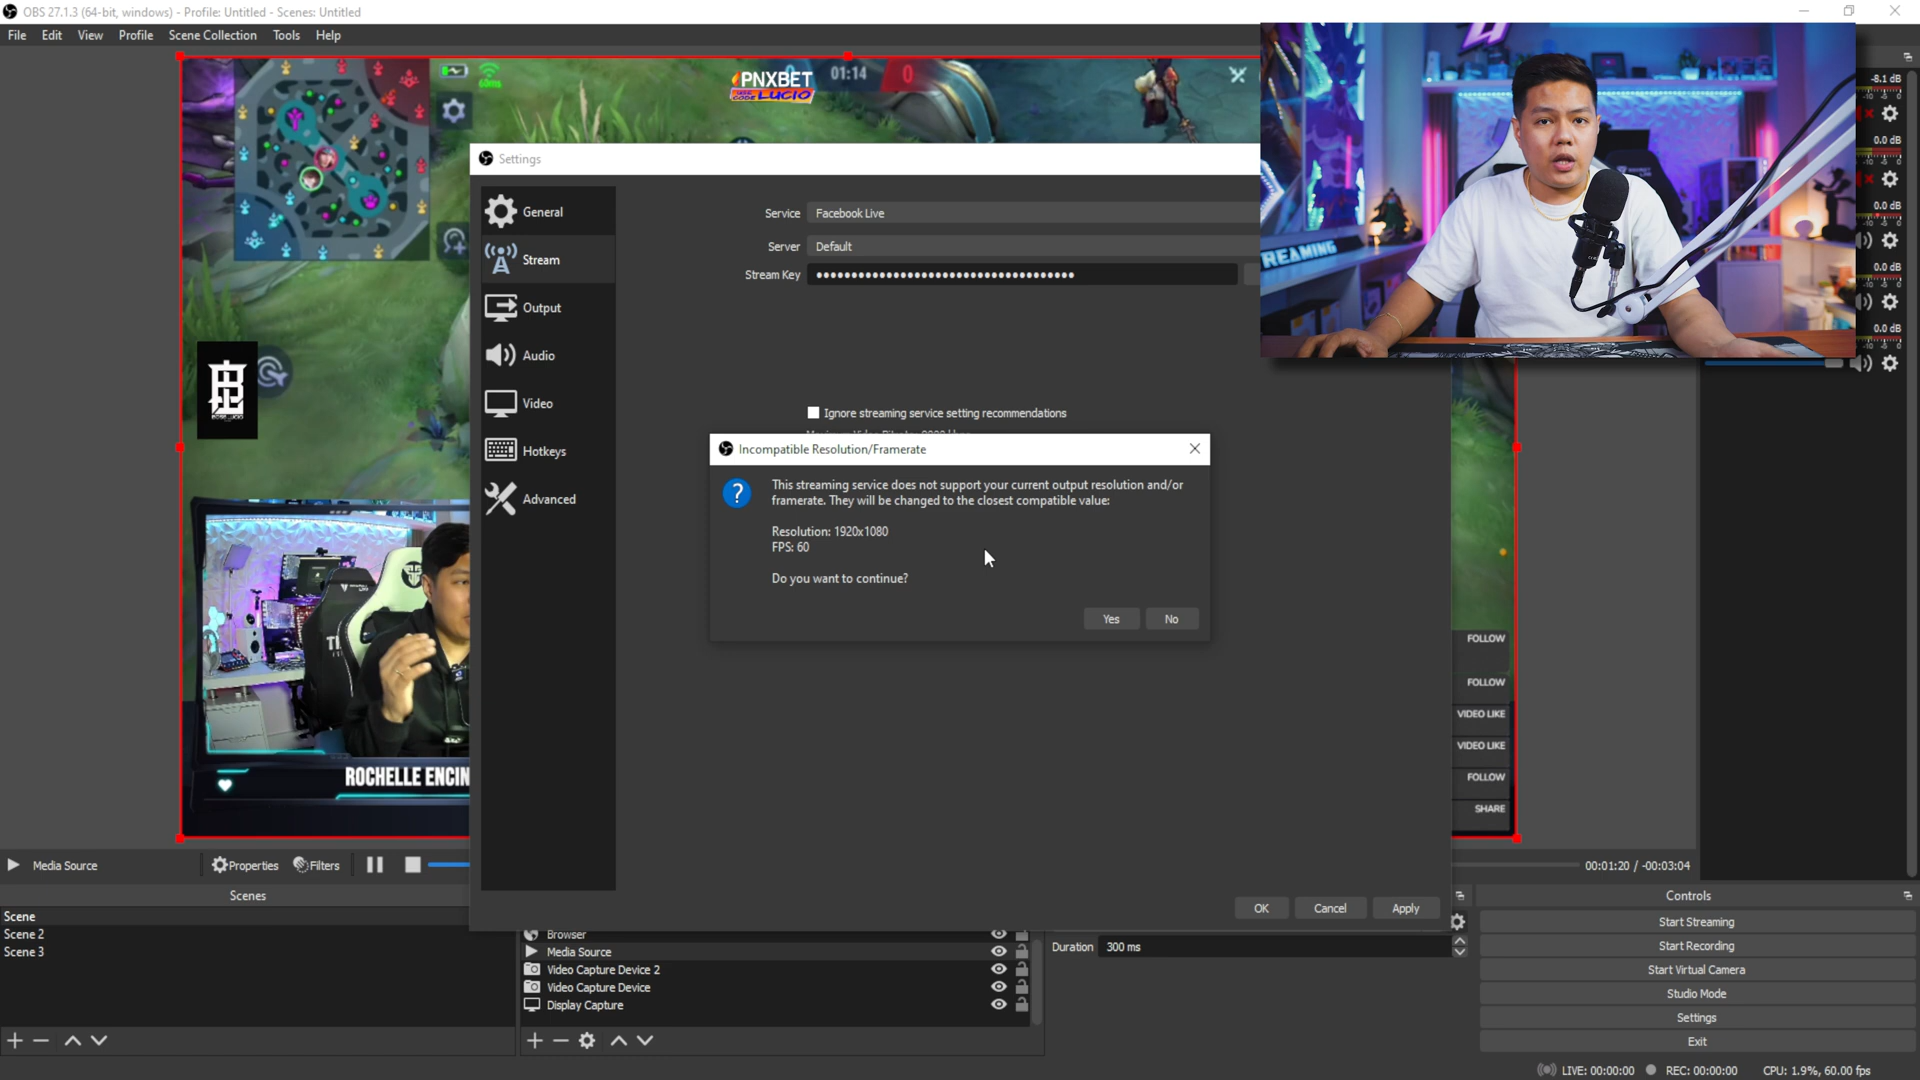 OBS 27.1.3 (64-bit, windows) - Profile: Untitled - Scenes: Untitled
File Edit View Profile Scene Collection Tools Help
PNXBET
USE CODE LUCIO
01:14
0
60ms
-8.1 dB
0.0 dB
0.0 dB
0.0 dB
0.0 dB
Settings
General
Stream
Output
Audio
Video
Hotkeys
Advanced
Service Facebook Live
Server Default
Stream Key ●●●●●●●●●●●●●●●●●●●●●●●●●●●●●●●●●●●●●
Ignore streaming service setting recommendations
Incompatible Resolution/Framerate
This streaming service does not support your current output resolution and/or
framerate. They will be changed to the closest compatible value:
Resolution: 1920x1080
FPS: 60
Do you want to continue?
Yes No
REAMING
FOLLOW
FOLLOW
VIDEO LIKE
VIDEO LIKE
FOLLOW
SHARE
ROCHELLE ENCIN
OK Cancel Apply
Media Source Properties Filters 00:01:20 / -00:03:04
Scenes
Scene
Scene 2
Scene 3
Browser
Media Source
Video Capture Device 2
Video Capture Device
Display Capture
Duration 300 ms
Controls
Start Streaming
Start Recording
Start Virtual Camera
Studio Mode
Settings
Exit
LIVE: 00:00:00 REC: 00:00:00 CPU: 1.9%, 60.00 fps